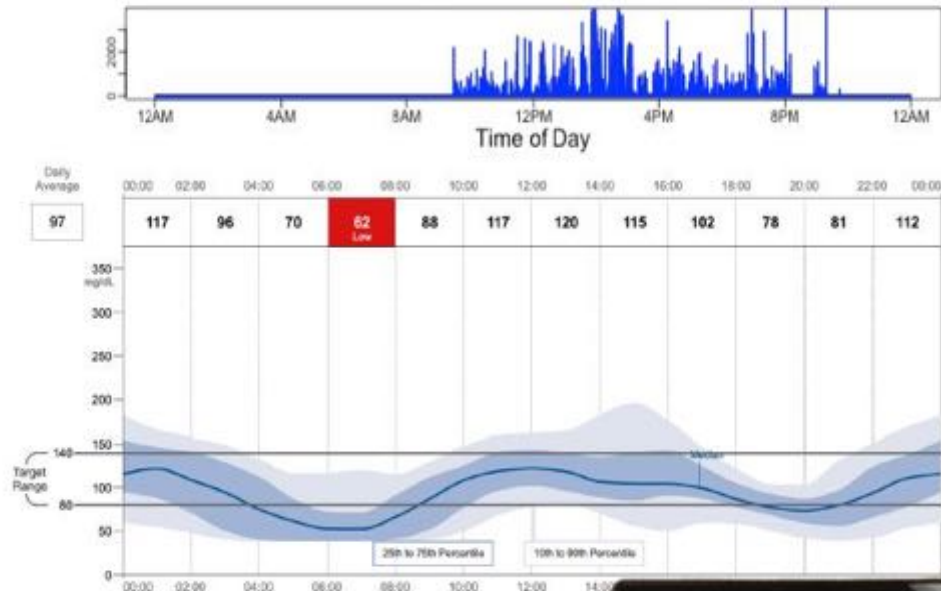 2000
0
12AM 4AM 8AM 12PM 4PM 8PM 12AM
Time of Day
Daily
Average
00:00 02:00 04:00 06:00 08:00 10:00 12:00 14:00 16:00 18:00 20:00 22:00 00:00
97 117 96 70 62 88 117 120 115 102 78 81 112
Low
350
mg/dL
300
250
200
150
140
Target
Range
100
80
50
0
Median
25th to 75th Percentile 10th to 90th Percentile
00:00 02:00 04:00 06:00 08:00 10:00 12:00 14:00